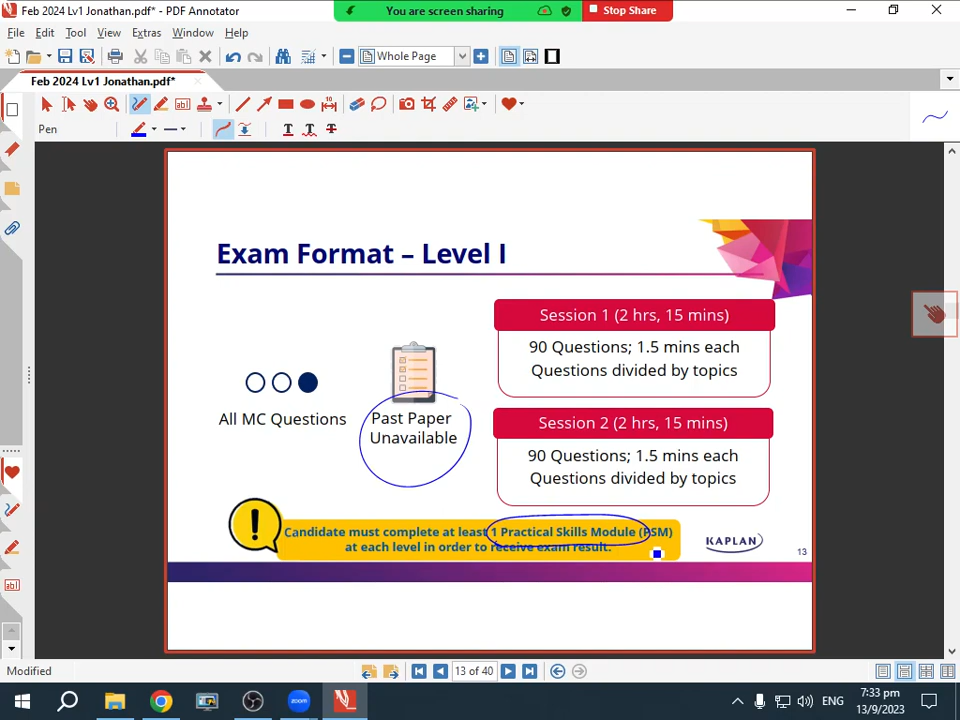 Feb 2024 Lv1 Jonathan.pdf* - PDF Annotator
You are screen sharing
Stop Share
File Edit Tool View Extras Window Help
Whole Page
Feb 2024 Lv1 Jonathan.pdf*
Pen
Exam Format – Level I
Session 1 (2 hrs, 15 mins)
90 Questions; 1.5 mins each
Questions divided by topics
All MC Questions
Past Paper
Unavailable
Session 2 (2 hrs, 15 mins)
90 Questions; 1.5 mins each
Questions divided by topics
Candidate must complete at least 1 Practical Skills Module (PSM)
at each level in order to receive exam result.
KAPLAN
13
Modified
13 of 40
ENG
7:33 pm
13/9/2023